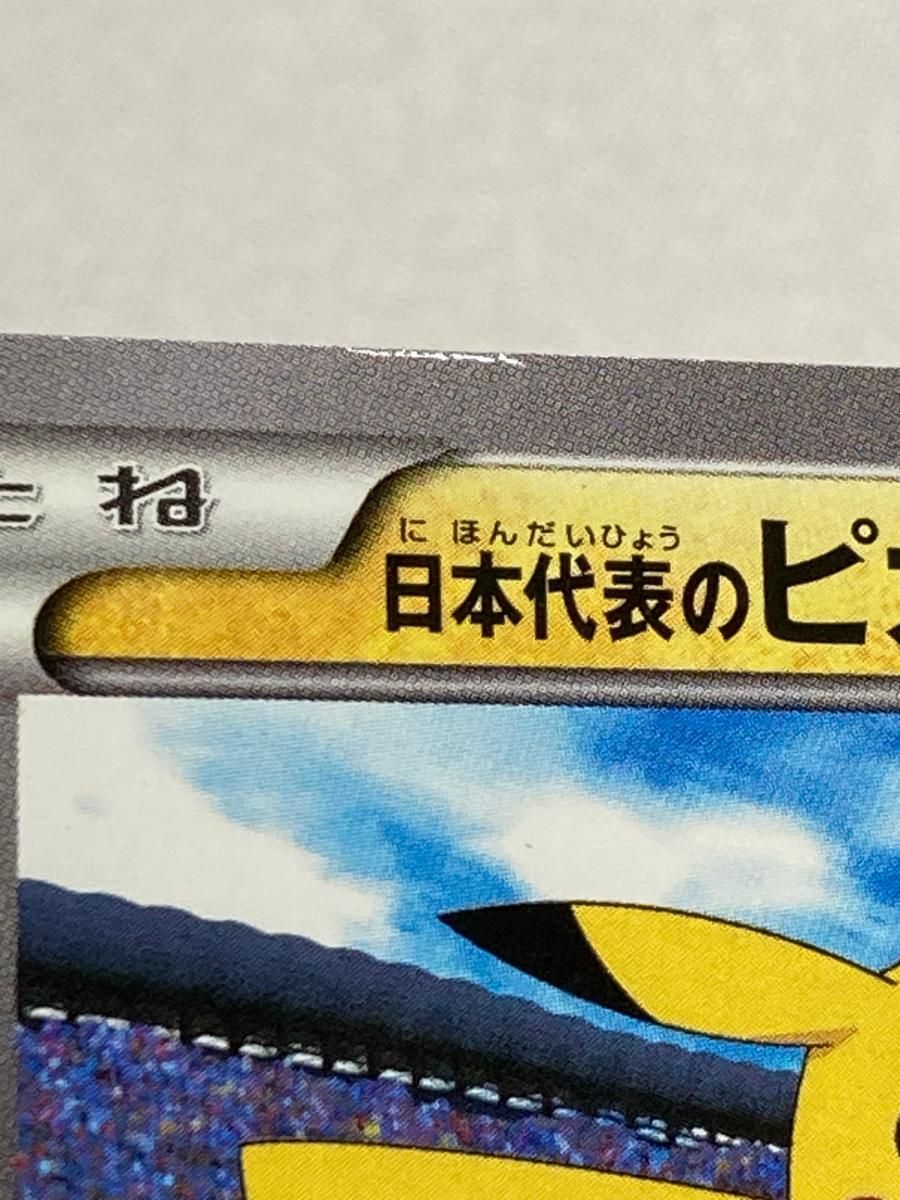 ね
にほんだいひょう
日本代表のピ